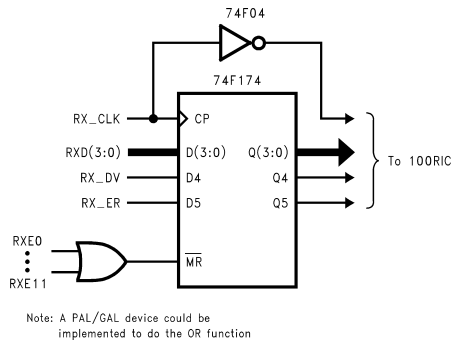 74F04
74F174
RX_CLK
CP
RXD(3:0)
D(3:0)
Q(3:0)
To 100RIC
RX_DV
D4
Q4
RX_ER
D5
Q5
RXE0
MR
RXE11
Note: A PAL/GAL device could be
implemented to do the OR function